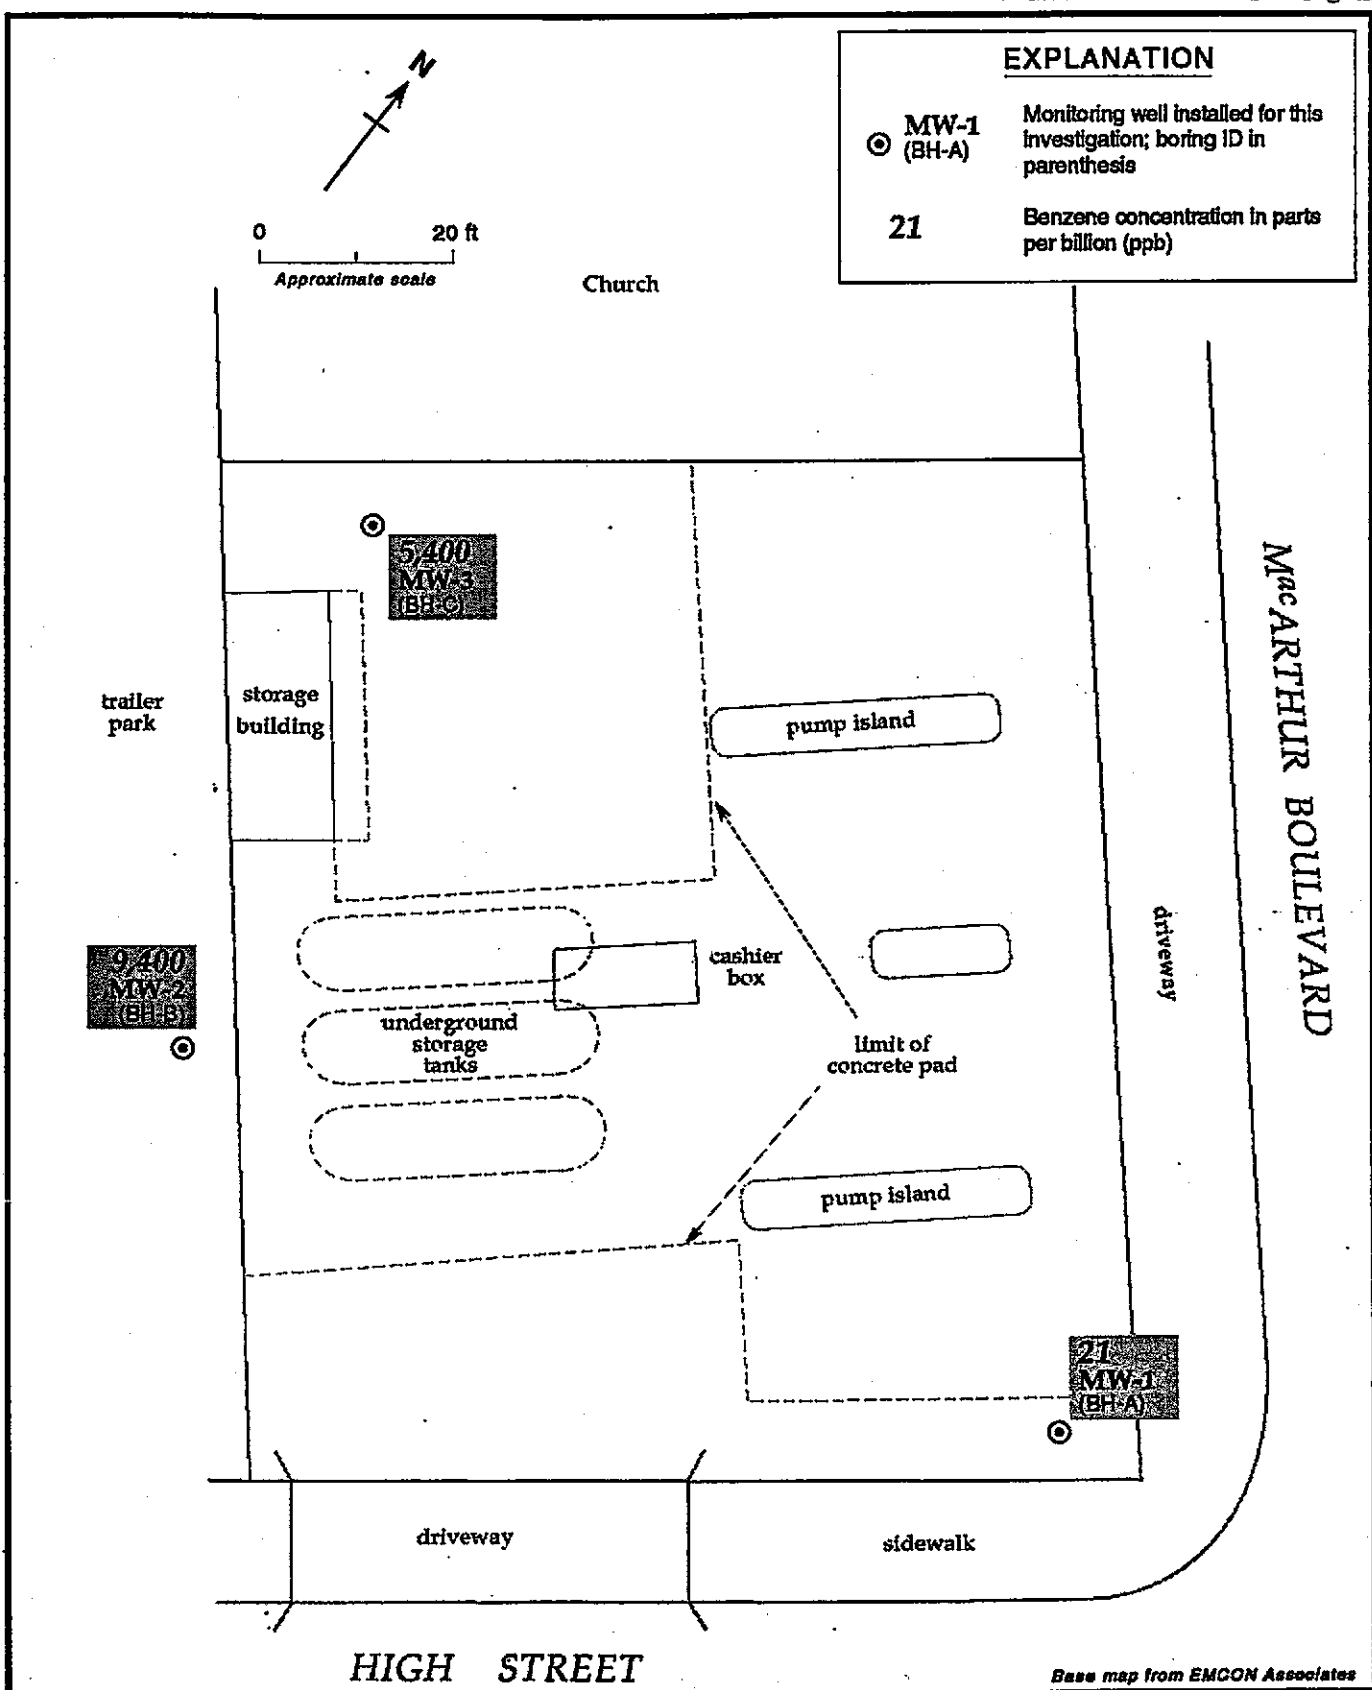 N
0 20 ft
Approximate scale
EXPLANATION
MW-1
(BH-A)
Monitoring well installed for this
investigation; boring ID in
parenthesis
21
Benzene concentration in parts
per billion (ppb)
Church
5,400
MW-3
(BH-C)
trailer
park
storage
building
pump island
MacARTHUR BOULEVARD
driveway
9,400
MW-2
(BH-B)
cashier
box
underground
storage
tanks
limit of
concrete pad
pump island
21
MW-1
(BH-A)
driveway
sidewalk
HIGH STREET
Base map from EMCON Associates